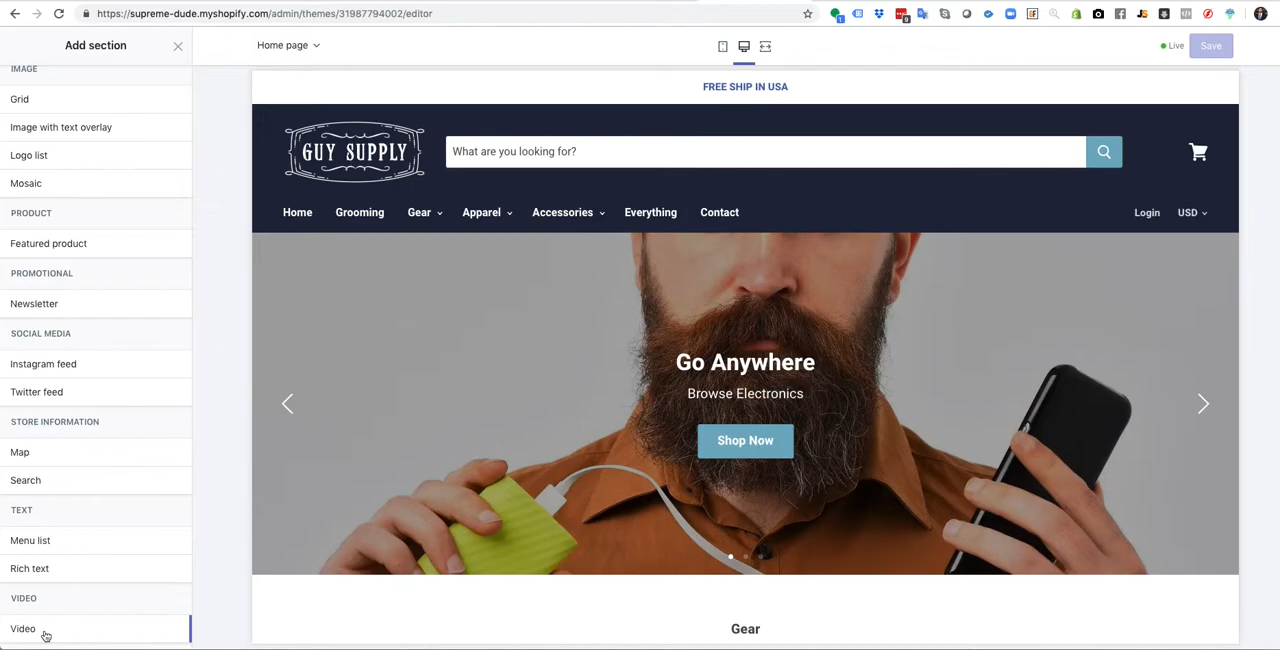 https://supreme-dude.myshopify.com/admin/themes/31987794002/editor
Add section
Home page
Live
Save
IMAGE
Grid
Image with text overlay
Logo list
Mosaic
PRODUCT
Featured product
PROMOTIONAL
Newsletter
SOCIAL MEDIA
Instagram feed
Twitter feed
STORE INFORMATION
Map
Search
TEXT
Menu list
Rich text
VIDEO
Video
FREE SHIP IN USA
GUY SUPPLY
What are you looking for?
Home Grooming Gear Apparel Accessories Everything Contact Login USD
Go Anywhere
Browse Electronics
Shop Now
Gear